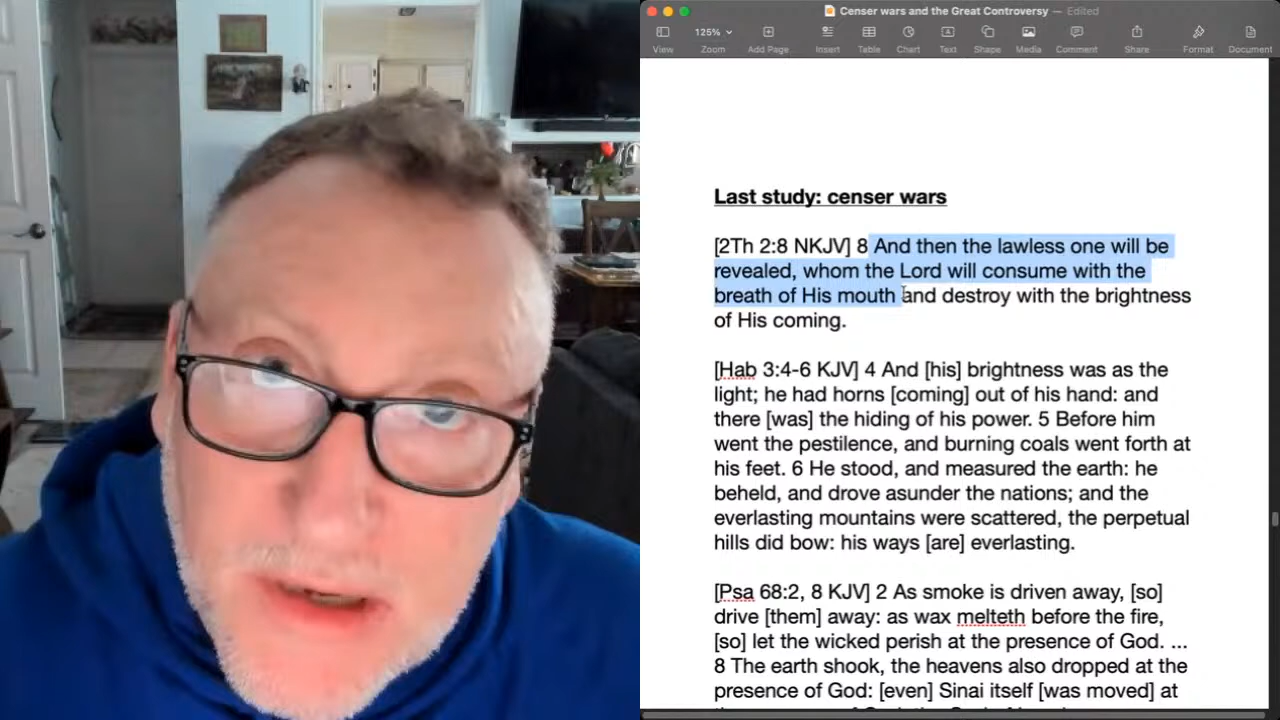 Censer wars and the Great Controversy — Edited
125%
View Zoom Add Page Insert Table Chart Text Shape Media Comment Share Format Document
Last study: censer wars
[2Th 2:8 NKJV] 8 And then the lawless one will be
revealed, whom the Lord will consume with the
breath of His mouth and destroy with the brightness
of His coming.
[Hab 3:4-6 KJV] 4 And [his] brightness was as the
light; he had horns [coming] out of his hand: and
there [was] the hiding of his power. 5 Before him
went the pestilence, and burning coals went forth at
his feet. 6 He stood, and measured the earth: he
beheld, and drove asunder the nations; and the
everlasting mountains were scattered, the perpetual
hills did bow: his ways [are] everlasting.
[Psa 68:2, 8 KJV] 2 As smoke is driven away, [so]
drive [them] away: as wax melteth before the fire,
[so] let the wicked perish at the presence of God. ...
8 The earth shook, the heavens also dropped at the
presence of God: [even] Sinai itself [was moved] at